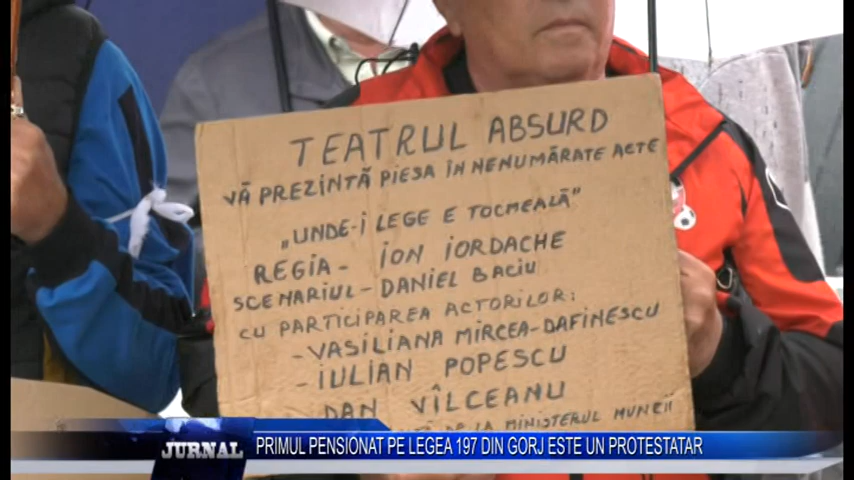 TEATRUL ABSURD
VĂ PREZINTĂ PIESA ÎN NENUMĂRATE ACTE
„UNDE-I LEGE E TOCMEALĂ"
REGIA - ION IORDACHE
SCENARIUL - DANIEL BACIU
CU PARTICIPAREA ACTORILOR:
- VASILIANA MIRCEA-DAFINESCU
- IULIAN POPESCU
DAN VÎLCEANU
DE LA MINISTERUL MUNCII
JURNAL
PRIMUL PENSIONAT PE LEGEA 197 DIN GORJ ESTE UN PROTESTATAR